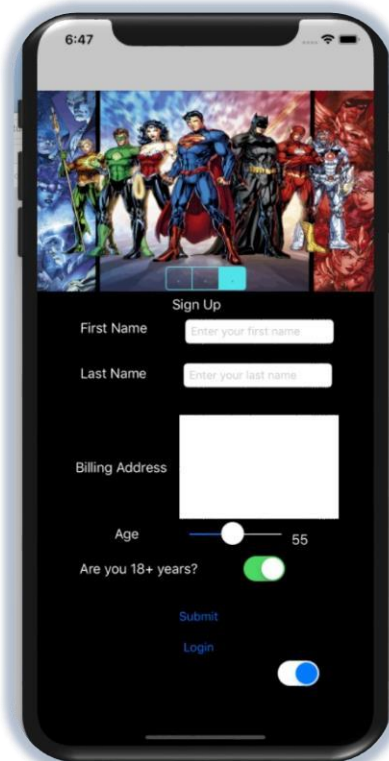 6:47
Sign Up
First Name
Enter your first name
Last Name
Enter your last name
Billing Address
Age
55
Are you 18+ years?
Submit
Login